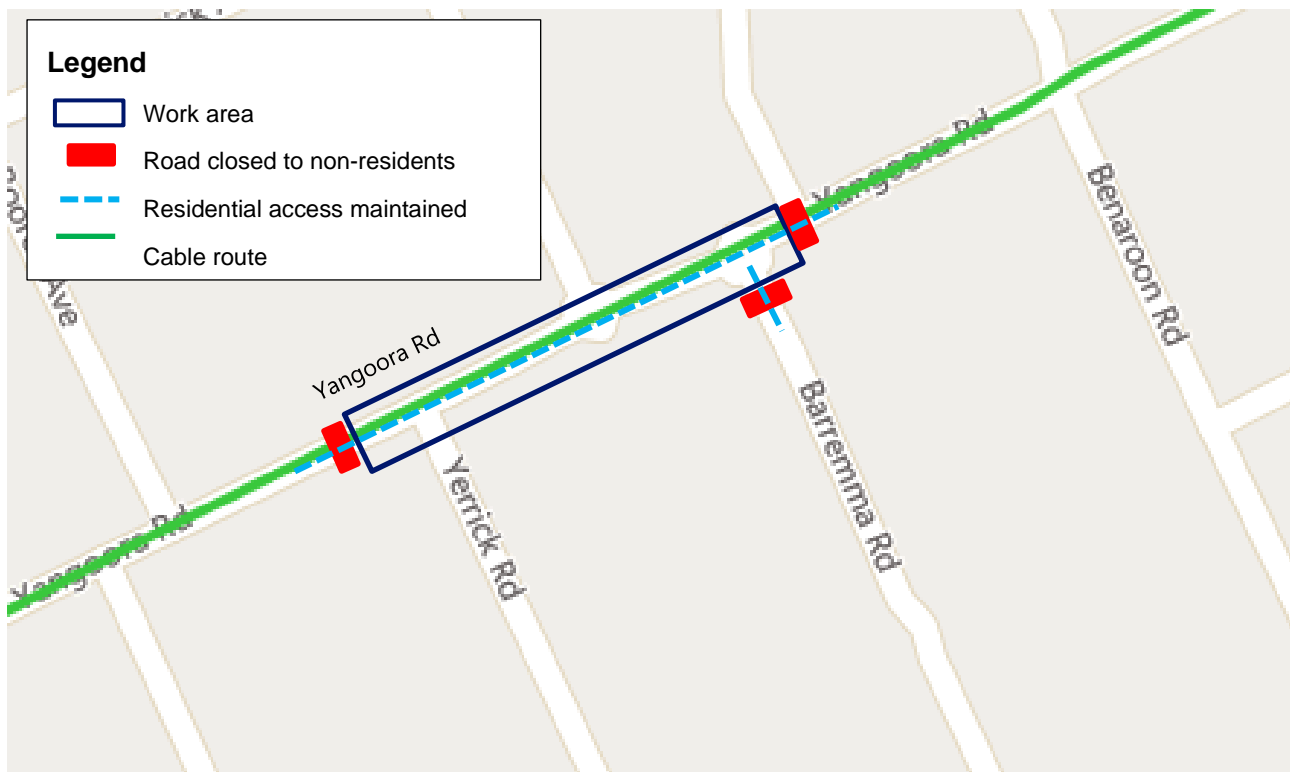 Legend
Work area
Road closed to non-residents
Residential access maintained
Cable route
Ave
Yangoora Rd
Yangoora Rd
Yangoora Rd
Yerrick Rd
Barremma Rd
Benaroon Rd